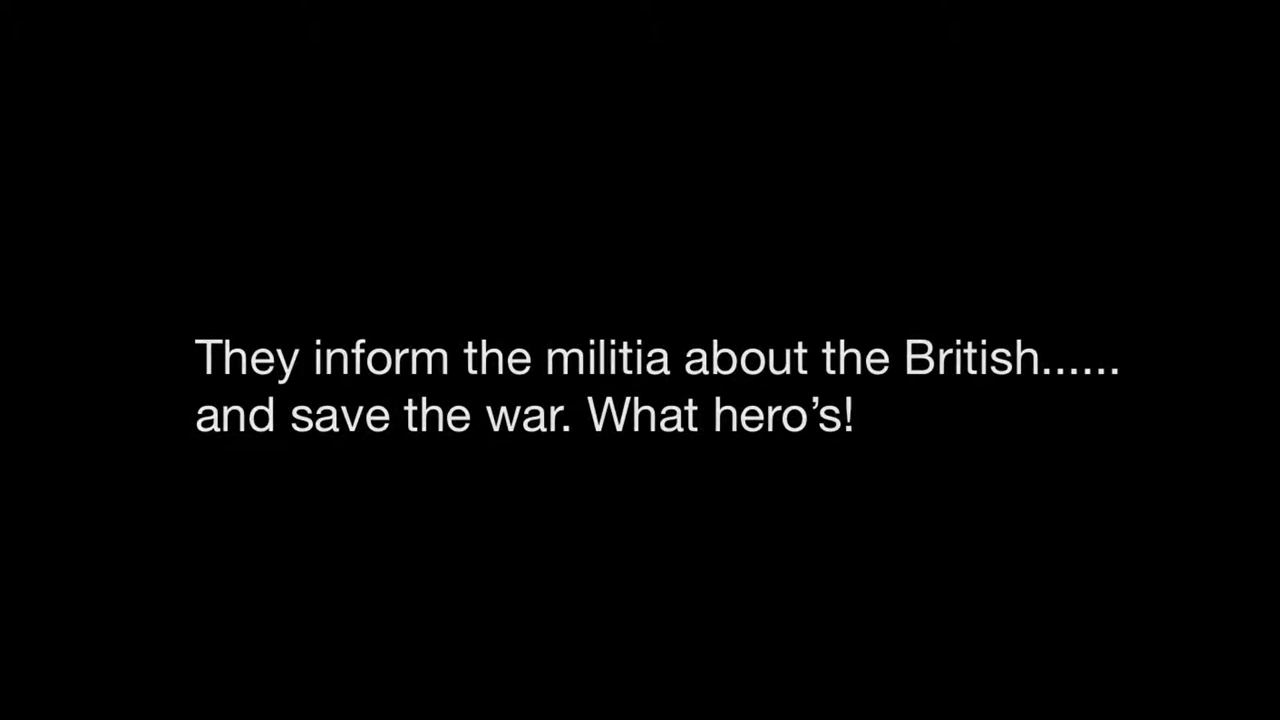 They inform the militia about the British......
and save the war. What hero’s!